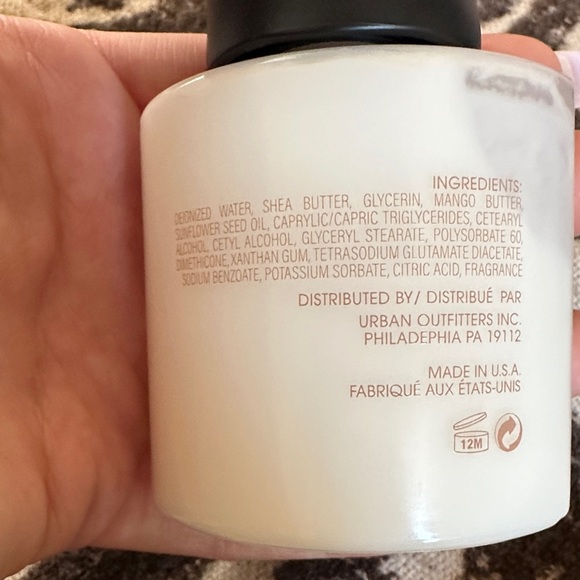 INGREDIENTS:
DEIONIZED WATER, SHEA BUTTER, GLYCERIN, MANGO BUTTER,
SUNFLOWER SEED OIL, CAPRYLIC/CAPRIC TRIGLYCERIDES, CETEARYL
ALCOHOL, CETYL ALCOHOL, GLYCERYL STEARATE, POLYSORBATE 60,
DIMETHICONE, XANTHAN GUM, TETRASODIUM GLUTAMATE DIACETATE,
SODIUM BENZOATE, POTASSIUM SORBATE, CITRIC ACID, FRAGRANCE
DISTRIBUTED BY/ DISTRIBUÉ PAR
URBAN OUTFITTERS INC.
PHILADEPHIA PA 19112
MADE IN U.S.A.
FABRIQUÉ AUX ÉTATS-UNIS
12M